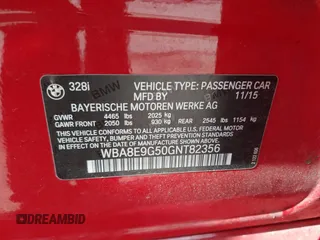 BMW
328i
VEHICLE TYPE: PASSENGER CAR
MFD BY 11/15
BAYERISCHE MOTOREN WERKE AG
GVWR 4465 lbs 2025 kg
GAWR FRONT 2050 lbs 930 kg REAR 2545 lbs 1154 kg
THIS VEHICLE CONFORMS TO ALL APPLICABLE FEDERAL
MOTOR VEHICLE SAFETY, BUMPER, AND THEFT PREVENTION
STANDARDS IN EFFECT ON THE DATE OF MANUFACTURE
SHOWN ABOVE.
WBA8E9G50GNT82356
DREAMBID